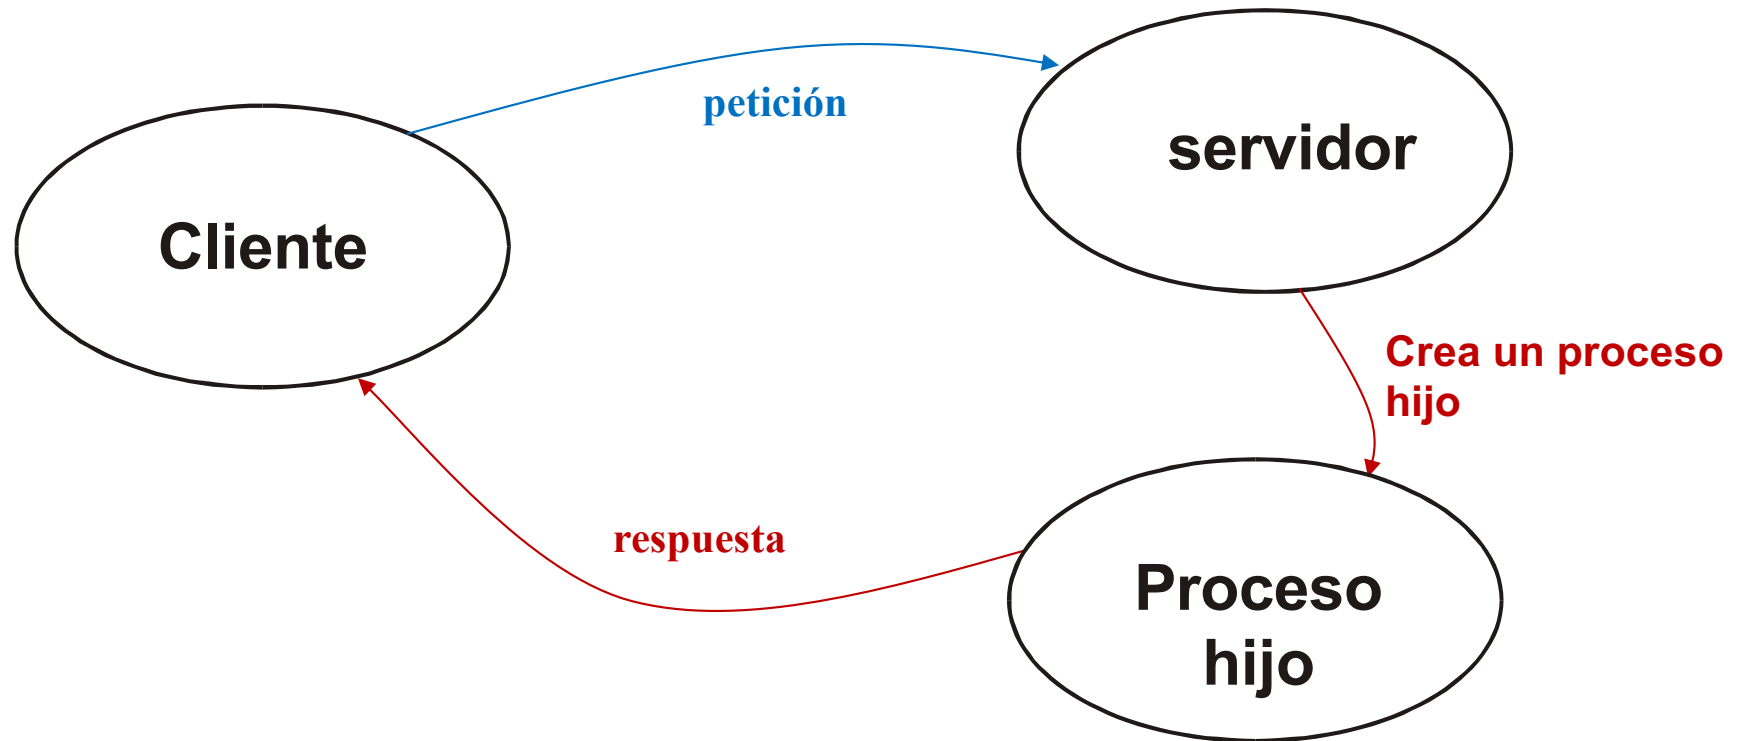 petición
servidor
Cliente
Crea un proceso
hijo
respuesta
Proceso
hijo